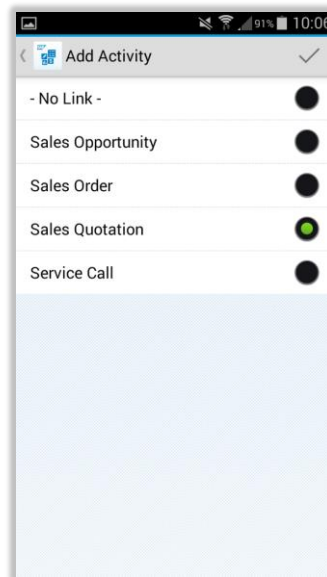 91% 10:06
Add Activity
- No Link -
Sales Opportunity
Sales Order
Sales Quotation
Service Call